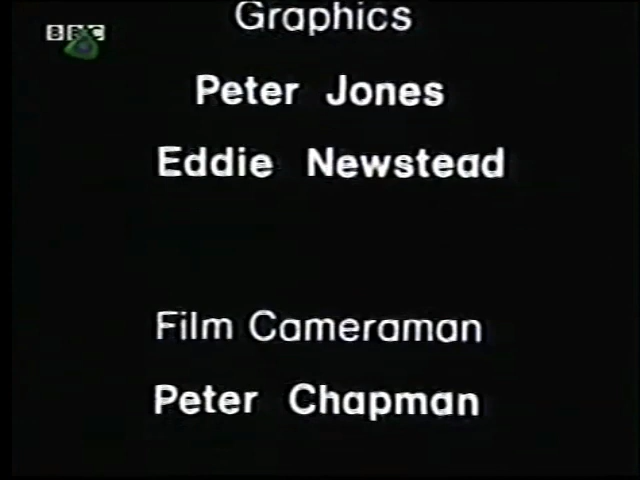 Graphics
BBC
Peter Jones
Eddie Newstead
Film Cameraman
Peter Chapman